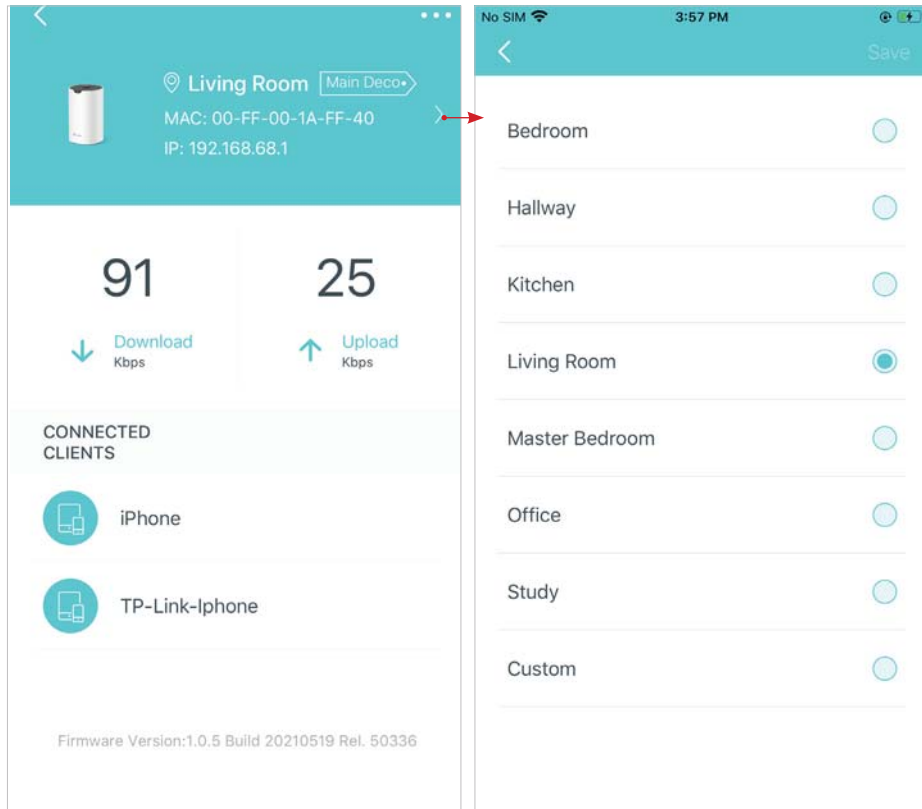 Living Room Main Deco
MAC: 00-FF-00-1A-FF-40
IP: 192.168.68.1
91
Download
Kbps
25
Upload
Kbps
CONNECTED
CLIENTS
iPhone
TP-Link-Iphone
Firmware Version:1.0.5 Build 20210519 Rel. 50336
No SIM 3:57 PM
Save
Bedroom
Hallway
Kitchen
Living Room
Master Bedroom
Office
Study
Custom